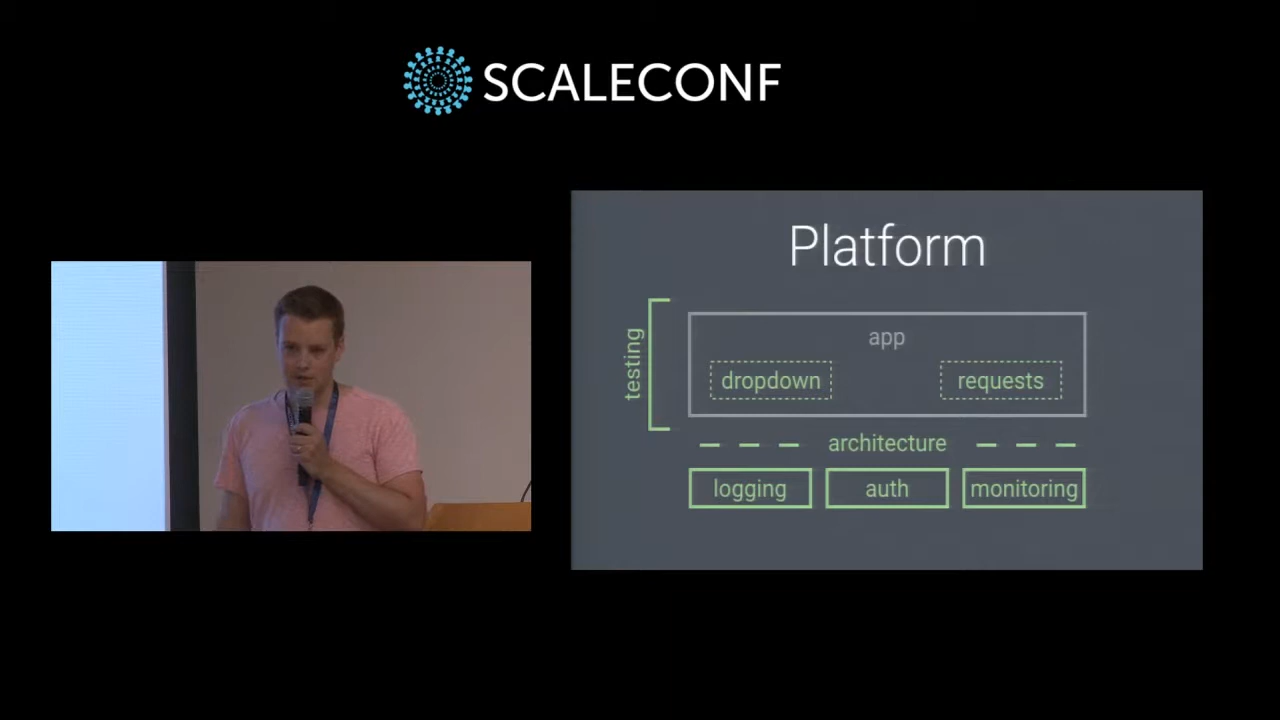 SCALECONF
Platform
testing
app
dropdown requests
architecture
logging auth monitoring